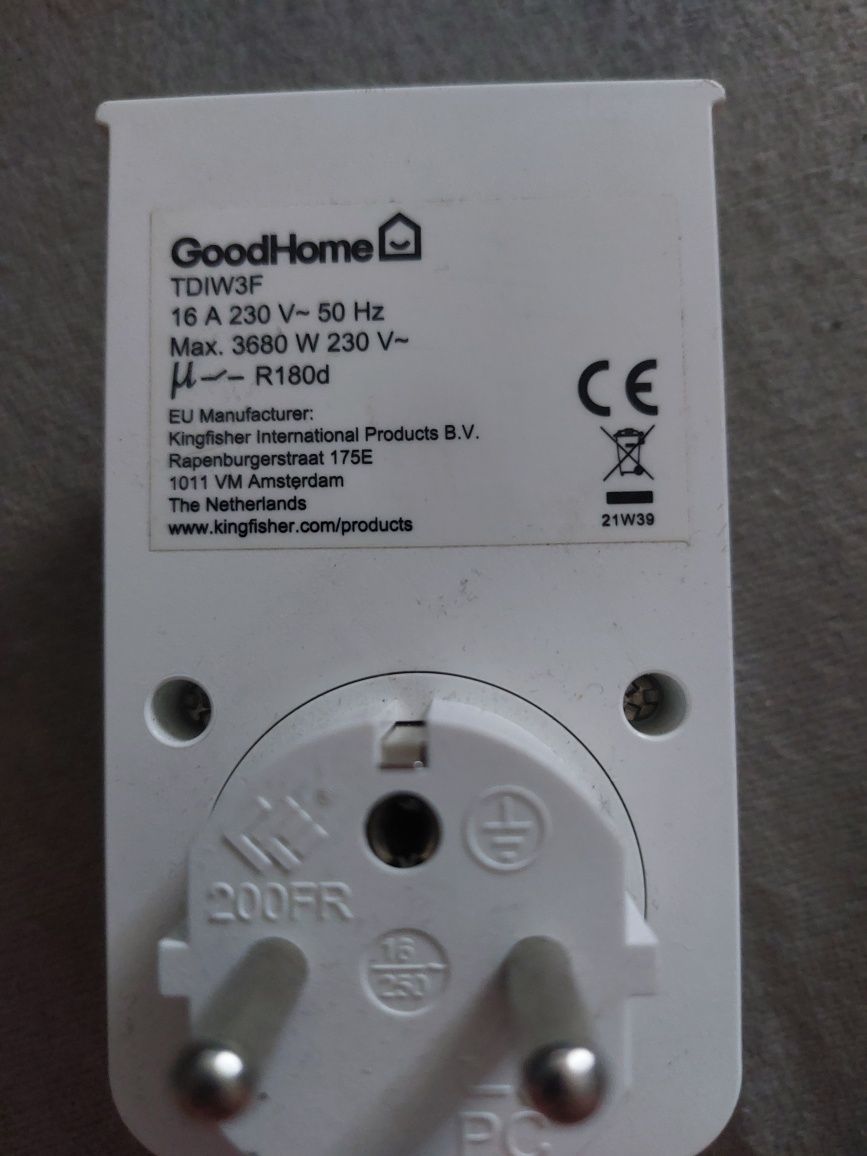 GoodHome
TDIW3F
16 A 230 V~ 50 Hz
Max. 3680 W 230 V~
μ R180d
EU Manufacturer:
Kingfisher International Products B.V.
Rapenburgerstraat 175E
1011 VM Amsterdam
The Netherlands
www.kingfisher.com/products
CE
21W39
200FR
16
250
PC